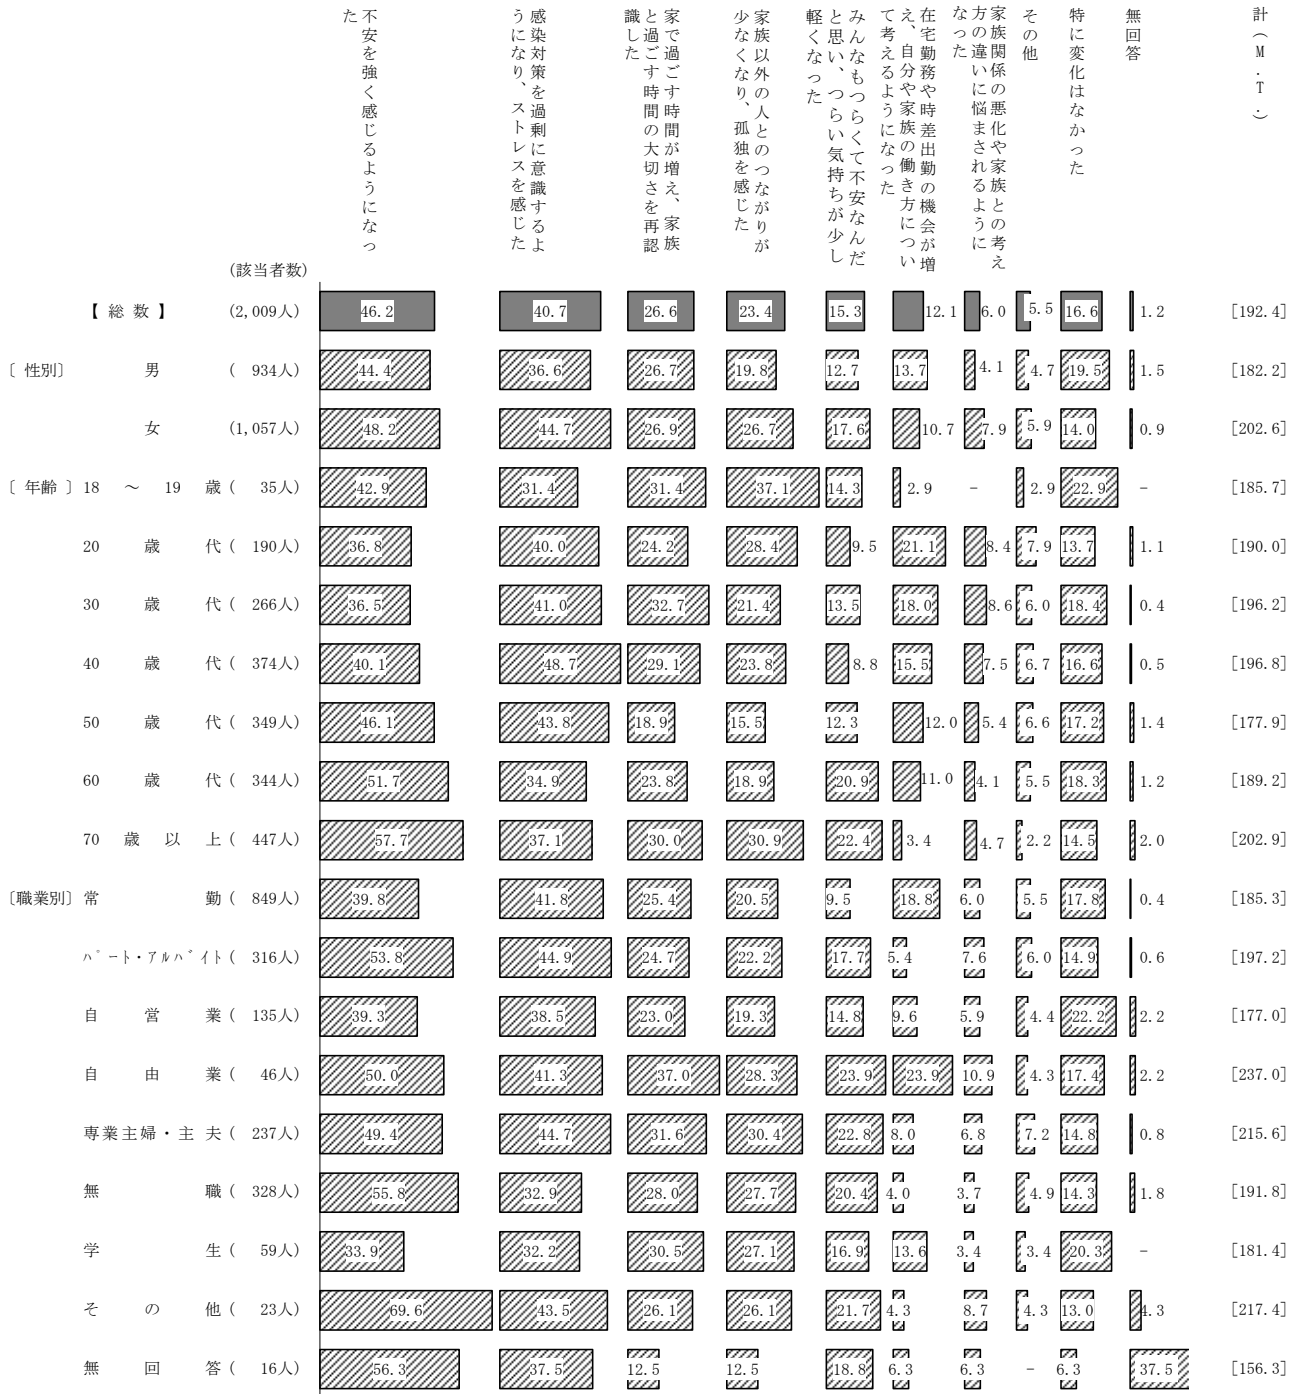 不安を強く感じるようになっ
た
感染対策を過剰に意識するよ
うになり、ストレスを感じた
家で過ごす時間が増え、家族
と過ごす時間の大切さを再認
識した
家族以外の人とのつながりが
少なくなり、孤独を感じた
みんなもつらくて不安なんだ
と思い、つらい気持ちが少し
軽くなった
在宅勤務や時差出勤の機会が増
え、自分や家族の働き方につい
て考えるようになった
家族関係の悪化や家族との考え
方の違いに悩まされるように
なった
その他
特に変化はなかった
無回答
計(M.T.)
(該当者数)
【 総 数 】 (2,009人) 46.2 40.7 26.6 23.4 15.3 12.1 6.0 5.5 16.6 1.2 [192.4]
〔 性別〕 男 ( 934人) 44.4 36.6 26.7 19.8 12.7 13.7 4.1 4.7 19.5 1.5 [182.2]
女 (1,057人) 48.2 44.7 26.9 26.7 17.6 10.7 7.9 5.9 14.0 0.9 [202.6]
〔 年齢 〕 18 ～ 19 歳 ( 35人) 42.9 31.4 31.4 37.1 14.3 2.9 － 2.9 22.9 － [185.7]
20 歳 代 ( 190人) 36.8 40.0 24.2 28.4 9.5 21.1 8.4 7.9 13.7 1.1 [190.0]
30 歳 代 ( 266人) 36.5 41.0 32.7 21.4 13.5 18.0 8.6 6.0 18.4 0.4 [196.2]
40 歳 代 ( 374人) 40.1 48.7 29.1 23.8 8.8 15.5 7.5 6.7 16.6 0.5 [196.8]
50 歳 代 ( 349人) 46.1 43.8 18.9 15.5 12.3 12.0 5.4 6.6 17.2 1.4 [177.9]
60 歳 代 ( 344人) 51.7 34.9 23.8 18.9 20.9 11.0 4.1 5.5 18.3 1.2 [189.2]
70 歳 以 上 ( 447人) 57.7 37.1 30.0 30.9 22.4 3.4 4.7 2.2 14.5 2.0 [202.9]
〔職業別〕 常 勤 ( 849人) 39.8 41.8 25.4 20.5 9.5 18.8 6.0 5.5 17.8 0.4 [185.3]
ﾊﾟｰﾄ・ｱﾙﾊﾞｲﾄ ( 316人) 53.8 44.9 24.7 22.2 17.7 5.4 7.6 6.0 14.9 0.6 [197.2]
自 営 業 ( 135人) 39.3 38.5 23.0 19.3 14.8 9.6 5.9 4.4 22.2 2.2 [177.0]
自 由 業 ( 46人) 50.0 41.3 37.0 28.3 23.9 23.9 10.9 4.3 17.4 2.2 [237.0]
専業主婦・主 夫 ( 237人) 49.4 44.7 31.6 30.4 22.8 8.0 6.8 7.2 14.8 0.8 [215.6]
無 職 ( 328人) 55.8 32.9 28.0 27.7 20.4 4.0 3.7 4.9 14.3 1.8 [191.8]
学 生 ( 59人) 33.9 32.2 30.5 27.1 16.9 13.6 3.4 3.4 20.3 － [181.4]
そ の 他 ( 23人) 69.6 43.5 26.1 26.1 21.7 4.3 8.7 4.3 13.0 4.3 [217.4]
無 回 答 ( 16人) 56.3 37.5 12.5 12.5 18.8 6.3 6.3 － 6.3 37.5 [156.3]